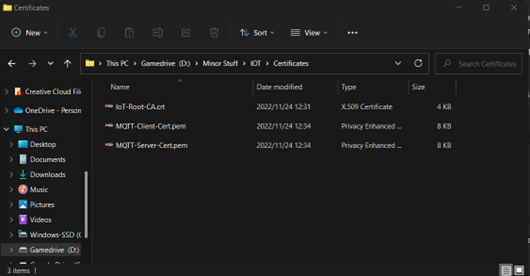 Certificates
New
Sort
View
This PC > Gamedrive (D:) > Minor Stuff > IOT > Certificates
Search Certificates
Name Date modified Type Size
Creative Cloud File
OneDrive - Persona
This PC
Desktop
Documents
Downloads
Music
Pictures
Videos
Windows-SSD (
Gamedrive (D:)
IoT-Root-CA.crt 2022/11/24 12:31 X.509 Certificate 4 KB
MQTT-Client-Cert.pem 2022/11/24 12:34 Privacy Enhanced ... 8 KB
MQTT-Server-Cert.pem 2022/11/24 12:34 Privacy Enhanced ... 8 KB
3 items